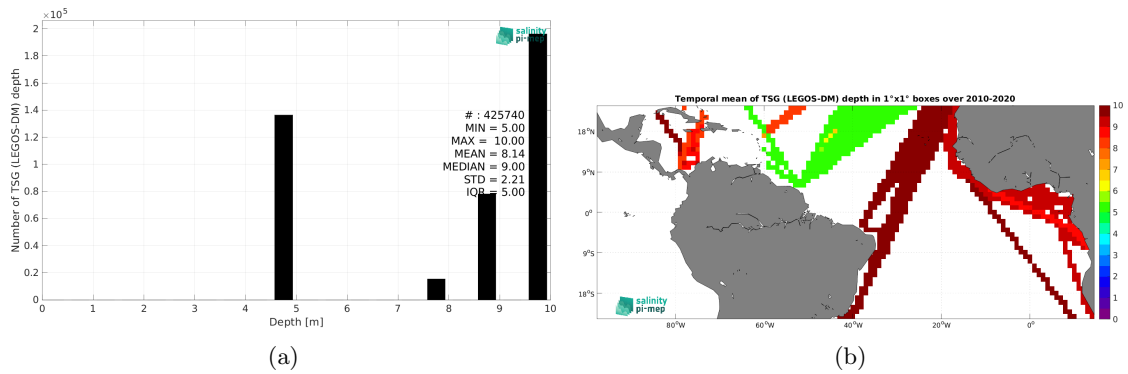 ×10⁵
2
1.8
1.6
1.4
1.2
1
0.8
0.6
0.4
0.2
0
Number of TSG (LEGOS-DM) depth
salinity
pi-mep
# : 425740
MIN = 5.00
MAX = 10.00
MEAN = 8.14
MEDIAN = 9.00
STD = 2.21
IQR = 5.00
0 1 2 3 4 5 6 7 8 9 10
Depth [m]
(a)
Temporal mean of TSG (LEGOS-DM) depth in 1°x1° boxes over 2010-2020
18°N
9°N
0°
9°S
18°S
80°W 60°W 40°W 20°W 0°
salinity
pi-mep
10
9
8
7
6
5
4
3
2
1
0
(b)